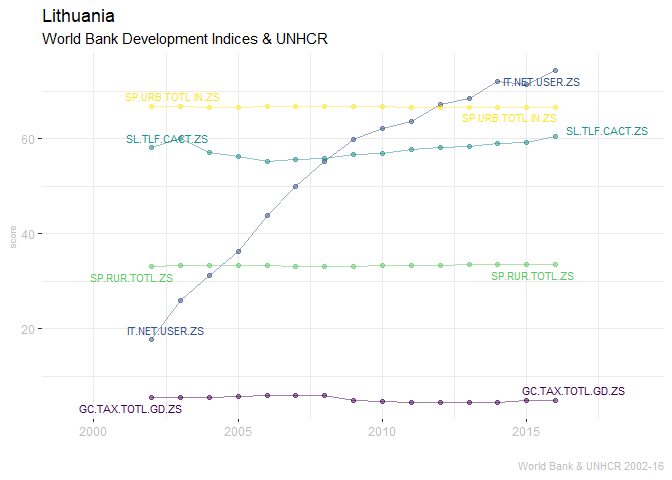 Lithuania
World Bank Development Indices & UNHCR
IT.NET.USER.ZS
SP.URB.TOTL.IN.ZS
SP.URB.TOTL.IN.ZS
SL.TLF.CACT.ZS
SL.TLF.CACT.ZS
60
score
40
SP.RUR.TOTL.ZS
SP.RUR.TOTL.ZS
IT.NET.USER.ZS
20
GC.TAX.TOTL.GD.ZS
GC.TAX.TOTL.GD.ZS
2000
2005
2010
2015
World Bank & UNHCR 2002-16